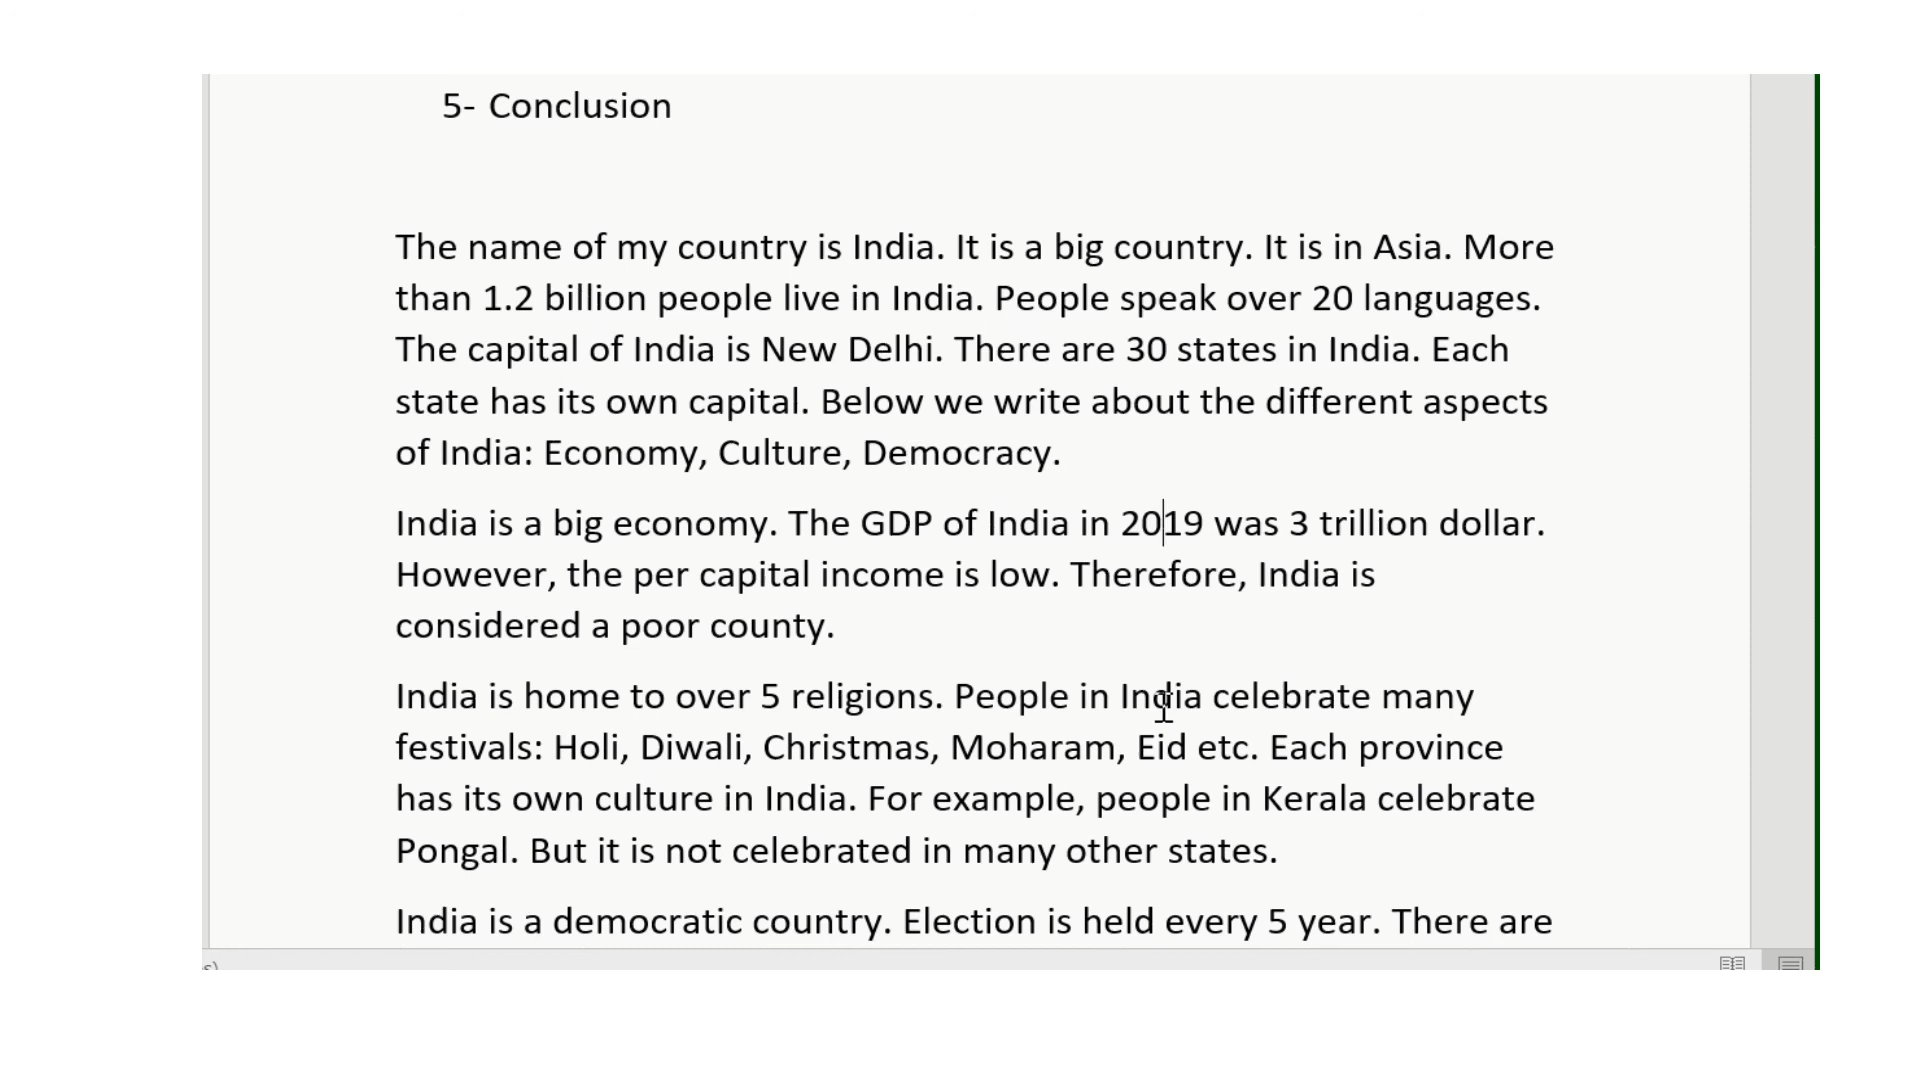 5- Conclusion
The name of my country is India. It is a big country. It is in Asia. More
than 1.2 billion people live in India. People speak over 20 languages.
The capital of India is New Delhi. There are 30 states in India. Each
state has its own capital. Below we write about the different aspects
of India: Economy, Culture, Democracy.
India is a big economy. The GDP of India in 2019 was 3 trillion dollar.
However, the per capital income is low. Therefore, India is
considered a poor county.
India is home to over 5 religions. People in India celebrate many
festivals: Holi, Diwali, Christmas, Moharam, Eid etc. Each province
has its own culture in India. For example, people in Kerala celebrate
Pongal. But it is not celebrated in many other states.
India is a democratic country. Election is held every 5 year. There are